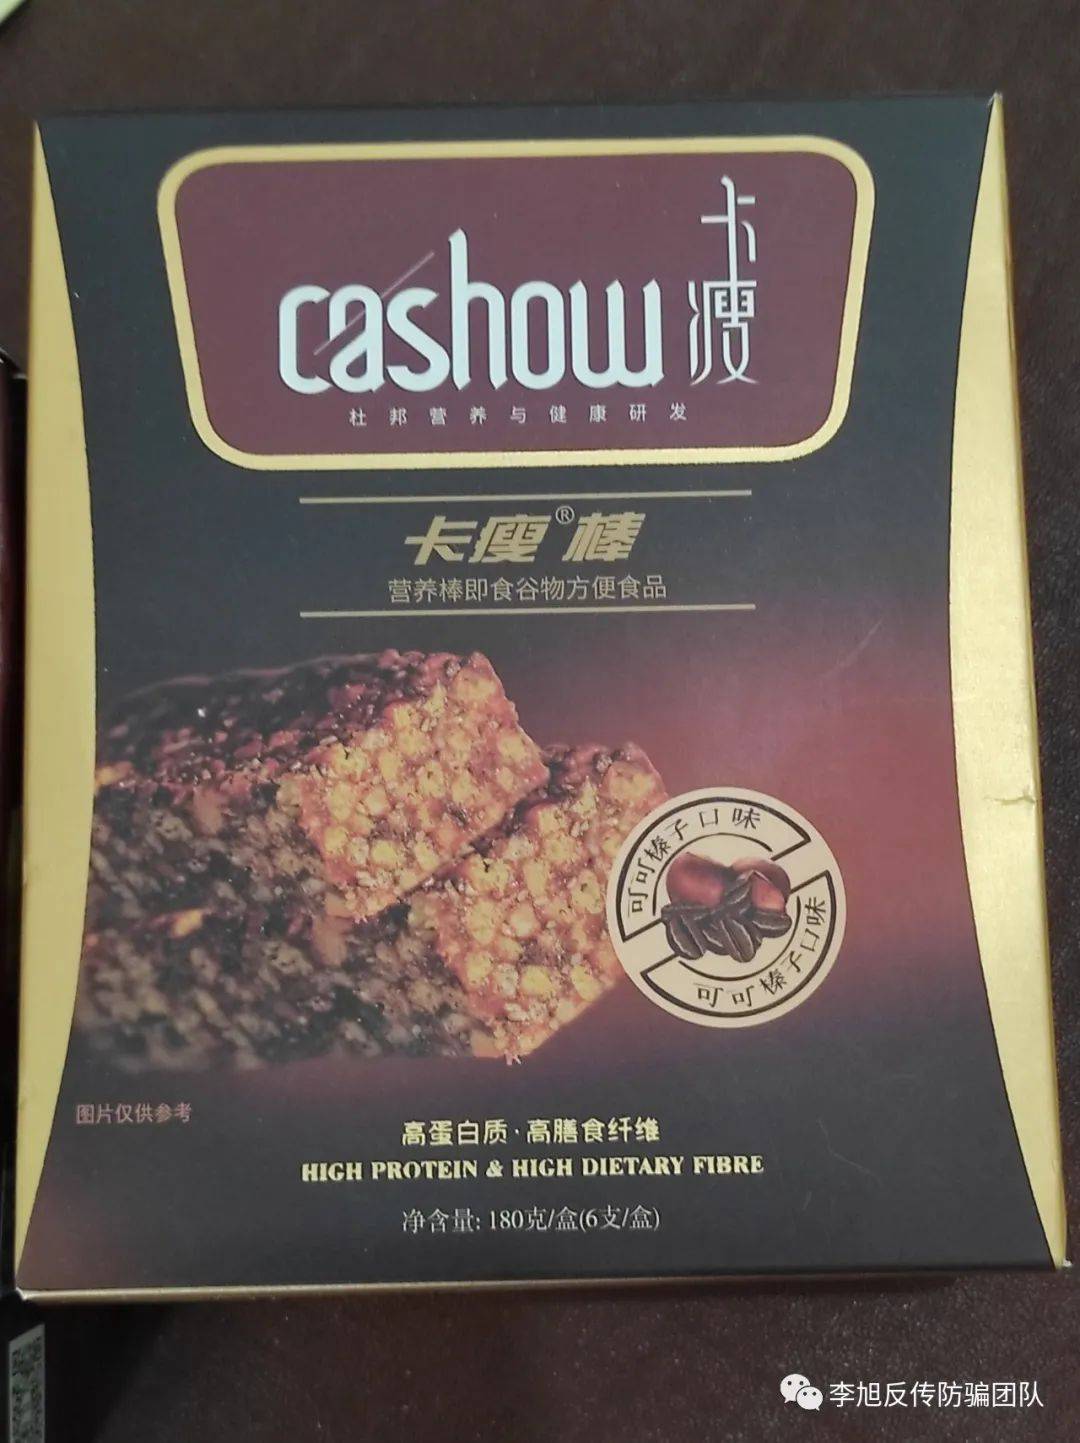 cashow 卡瘦
杜邦营养与健康研发
卡瘦®棒
营养棒即食谷物方便食品
可可榛子口味
可可榛子口味
图片仅供参考
高蛋白质·高膳食纤维
HIGH PROTEIN & HIGH DIETARY FIBRE
净含量: 180克/盒(6支/盒)
李旭反传防骗团队